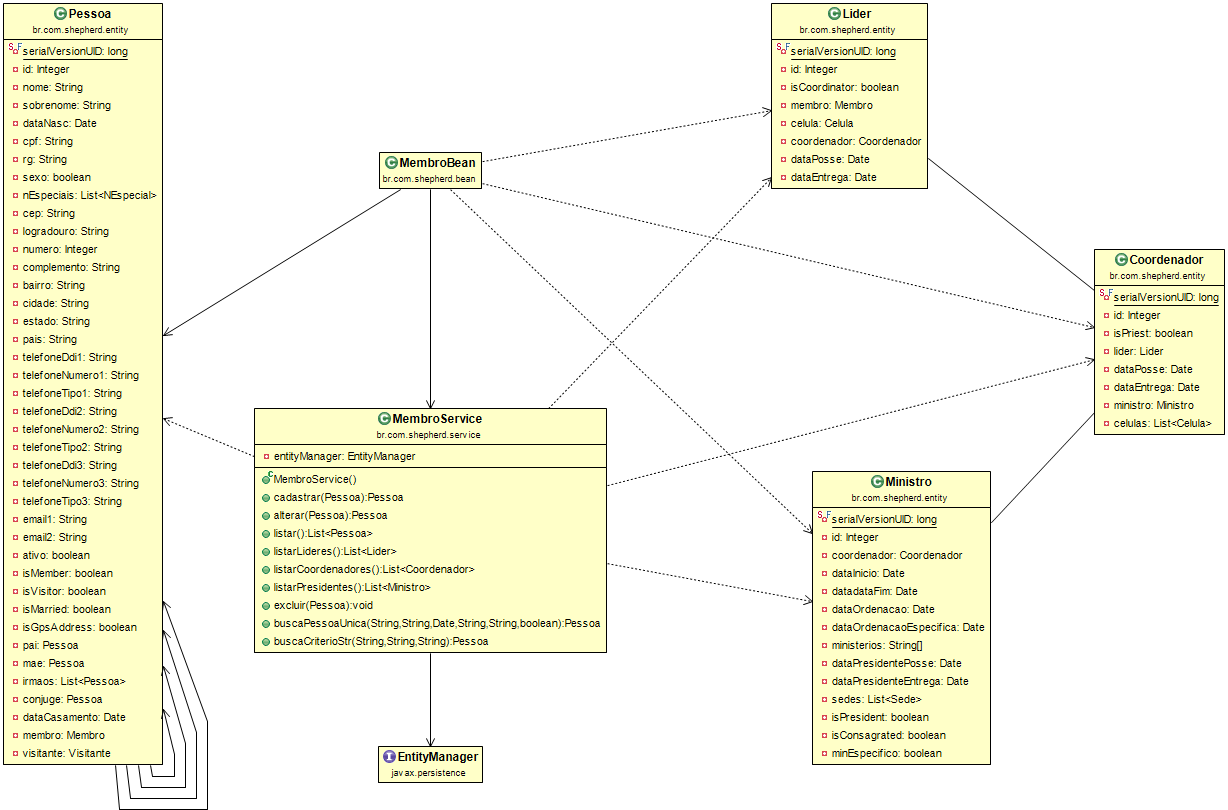 Pessoa
br.com.shepherd.entity
serialVersionUID: long
id: Integer
nome: String
sobrenome: String
dataNasc: Date
cpf: String
rg: String
sexo: boolean
nEspeciais: List<NEspecial>
cep: String
logradouro: String
numero: Integer
complemento: String
bairro: String
cidade: String
estado: String
pais: String
telefoneDdi1: String
telefoneNumero1: String
telefoneTipo1: String
telefoneDdi2: String
telefoneNumero2: String
telefoneTipo2: String
telefoneDdi3: String
telefoneNumero3: String
telefoneTipo3: String
email1: String
email2: String
ativo: boolean
isMember: boolean
isVisitor: boolean
isMarried: boolean
isGpsAddress: boolean
pai: Pessoa
mae: Pessoa
irmaos: List<Pessoa>
conjuge: Pessoa
dataCasamento: Date
membro: Membro
visitante: Visitante
MembroBean
br.com.shepherd.bean
MembroService
br.com.shepherd.service
entityManager: EntityManager
MembroService()
cadastrar(Pessoa):Pessoa
alterar(Pessoa):Pessoa
listar():List<Pessoa>
listarLideres():List<Lider>
listarCoordenadores():List<Coordenador>
listarPresidentes():List<Ministro>
excluir(Pessoa):void
buscaPessoaUnica(String,String,Date,String,String,boolean):Pessoa
buscaCriterioStr(String,String,String):Pessoa
EntityManager
javax.persistence
Lider
br.com.shepherd.entity
serialVersionUID: long
id: Integer
isCoordinator: boolean
membro: Membro
celula: Celula
coordenador: Coordenador
dataPosse: Date
dataEntrega: Date
Coordenador
br.com.shepherd.entity
serialVersionUID: long
id: Integer
isPriest: boolean
lider: Lider
dataPosse: Date
dataEntrega: Date
ministro: Ministro
celulas: List<Celula>
Ministro
br.com.shepherd.entity
serialVersionUID: long
id: Integer
coordenador: Coordenador
dataInicio: Date
datadataFim: Date
dataOrdenacao: Date
dataOrdenacaoEspecifica: Date
ministerios: String[]
dataPresidentePosse: Date
dataPresidenteEntrega: Date
sedes: List<Sede>
isPresident: boolean
isConsagrated: boolean
minEspecifico: boolean